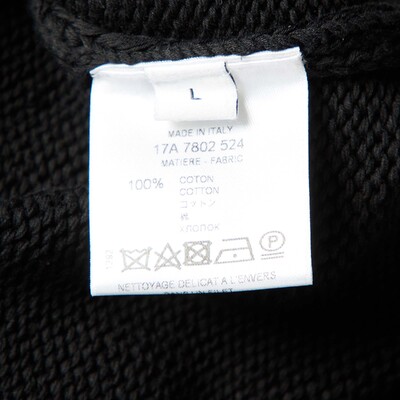 L
MADE IN ITALY
17A 7802 524
MATIERE - FABRIC
100% COTON
COTTON
コットン
棉
ХЛОПОК
P
NETTOYAGE DELICAT A L'ENVERS